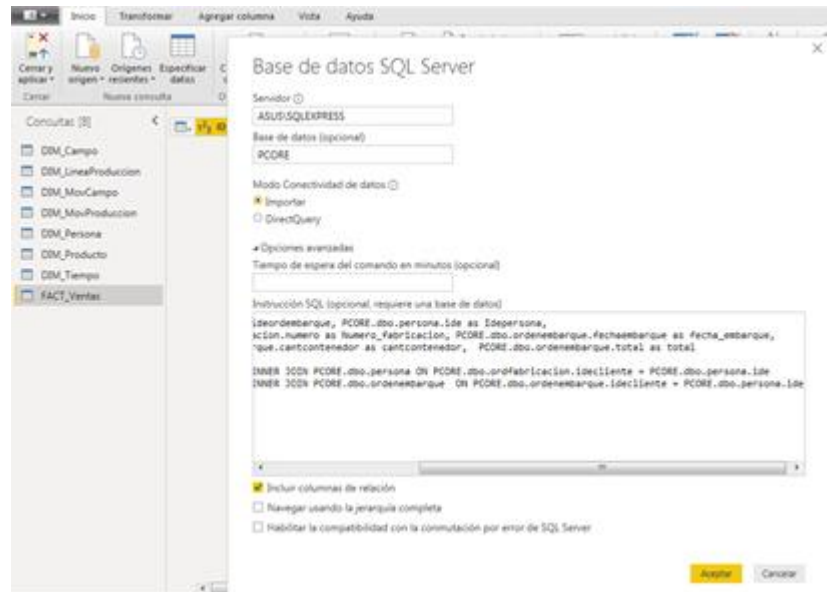 Inicio Transformar Agregar columna Vista Ayuda
Cerrar y aplicar
Nuevo origen
Orígenes recientes
Especificar datos
Cerrar
Nueva consulta
Consultas [8]
DIM_Campo
DIM_LineaProduccion
DIM_MovCampo
DIM_MovProduccion
DIM_Persona
DIM_Producto
DIM_Tiempo
FACT_Ventas
Base de datos SQL Server
Servidor
ASUS\SQLEXPRESS
Base de datos (opcional)
PCORE
Modo Conectividad de datos
Importar
DirectQuery
Opciones avanzadas
Tiempo de espera del comando en minutos (opcional)
Instrucción SQL (opcional, requiere una base de datos)
ideordembarque, PCORE.dbo.persona.ide as Idepersona,
acion.numero as Numero_fabricacion, PCORE.dbo.ordenembarque.fechaembarque as fecha_embarque,
rque.cantcontenedor as cantcontenedor, PCORE.dbo.ordenembarque.total as total
INNER JOIN PCORE.dbo.persona ON PCORE.dbo.ordfabricacion.idecliente = PCORE.dbo.persona.ide
INNER JOIN PCORE.dbo.ordenembarque ON PCORE.dbo.ordenembarque.idecliente = PCORE.dbo.persona.ide
Incluir columnas de relación
Navegar usando la jerarquía completa
Habilitar la compatibilidad con la conmutación por error de SQL Server
Aceptar Cancelar